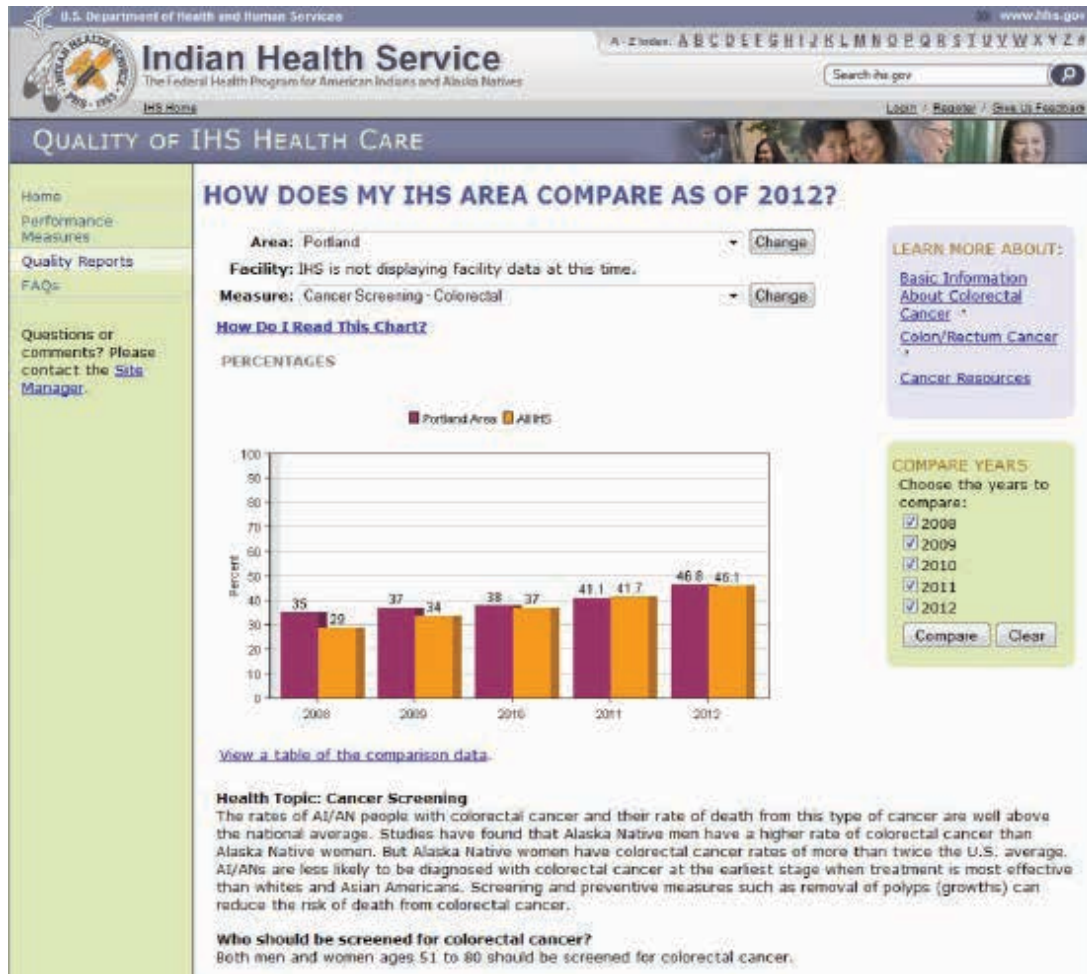 U.S. Department of Health and Human Services
www.hhs.gov
Indian Health Service
The Federal Health Program for American Indians and Alaska Natives
A - Z Index: A B C D E F G H I J K L M N O P Q R S T U V W X Y Z #
Search ihs.gov
IHS Home
Login / Register / Give Us Feedback
QUALITY OF IHS HEALTH CARE
Home
Performance
Measures
Quality Reports
FAQs
Questions or
comments? Please
contact the Site
Manager.
HOW DOES MY IHS AREA COMPARE AS OF 2012?
Area: Portland
Change
Facility: IHS is not displaying facility data at this time.
Measure: Cancer Screening - Colorectal
Change
How Do I Read This Chart?
PERCENTAGES
Portland Area All IHS
Percent
100
90
80
70
60
50
40
30
20
10
0
35 29
37 34
38 37
41.1 41.7
46.8 46.1
2008 2009 2010 2011 2012
View a table of the comparison data.
LEARN MORE ABOUT:
Basic Information
About Colorectal
Cancer
Colon/Rectum Cancer
Cancer Resources
COMPARE YEARS
Choose the years to
compare:
2008
2009
2010
2011
2012
Compare Clear
Health Topic: Cancer Screening
The rates of AI/AN people with colorectal cancer and their rate of death from this type of cancer are well above
the national average. Studies have found that Alaska Native men have a higher rate of colorectal cancer than
Alaska Native women. But Alaska Native women have colorectal cancer rates of more than twice the U.S. average.
AI/ANs are less likely to be diagnosed with colorectal cancer at the earliest stage when treatment is most effective
than whites and Asian Americans. Screening and preventive measures such as removal of polyps (growths) can
reduce the risk of death from colorectal cancer.
Who should be screened for colorectal cancer?
Both men and women ages 51 to 80 should be screened for colorectal cancer.